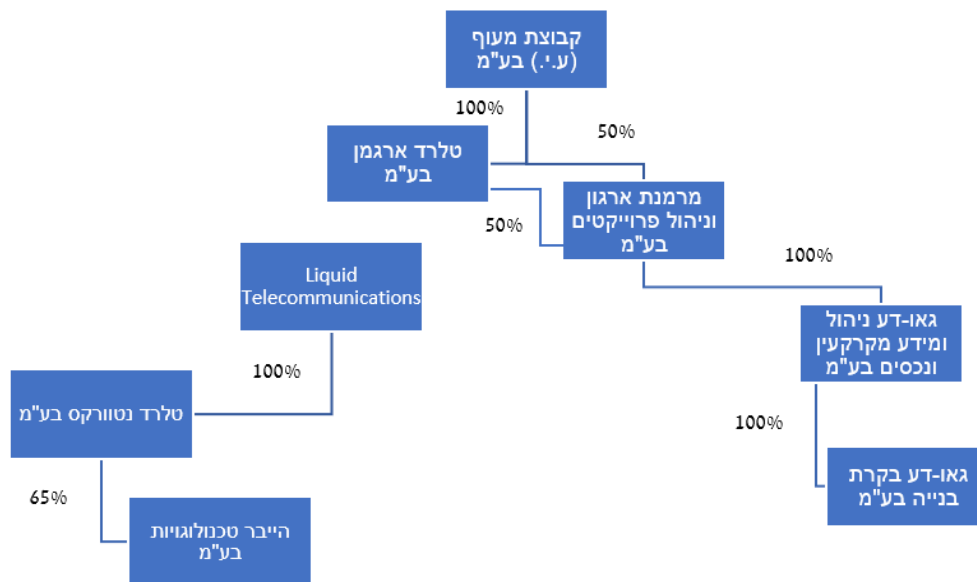 קבוצת מעוף
(ע.י.) בע"מ
100%
50%
טלרד ארגמן
בע"מ
מרמנת ארגון
וניהול פרוייקטים
בע"מ
50%
100%
Liquid
Telecommunications
גאו-דע ניהול
ומידע מקרקעין
ונכסים בע"מ
100%
טלרד נטוורקס בע"מ
100%
גאו-דע בקרת
בנייה בע"מ
65%
הייבר טכנולוגויות
בע"מ